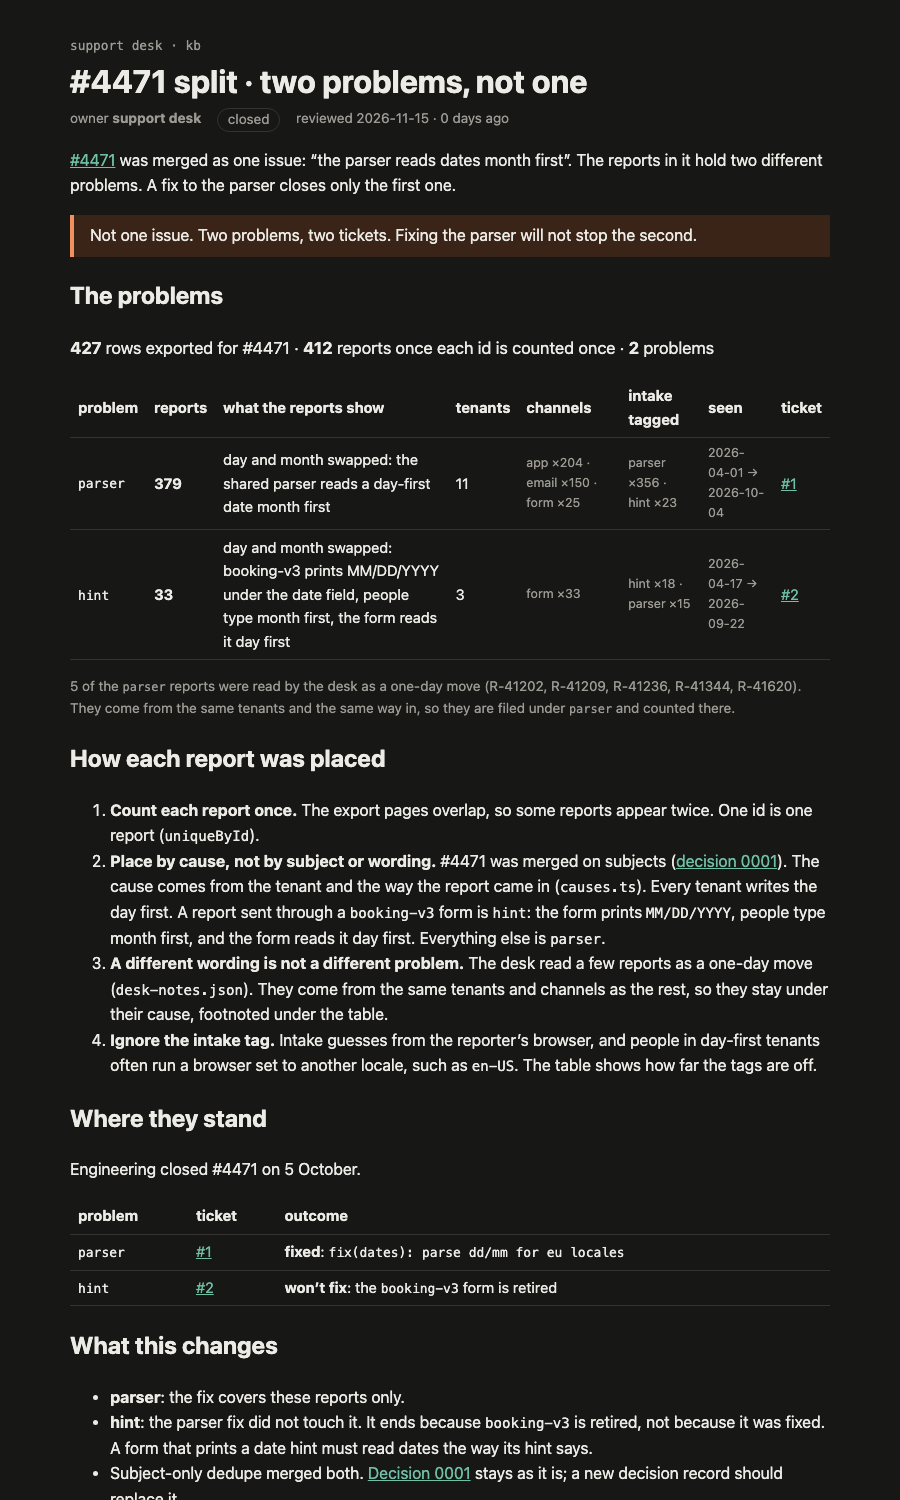 support desk · kb
#4471 split · two problems, not one
owner support desk closed reviewed 2026-11-15 · 0 days ago
#4471 was merged as one issue: “the parser reads dates month first”. The reports in it hold two different
problems. A fix to the parser closes only the first one.
Not one issue. Two problems, two tickets. Fixing the parser will not stop the second.
The problems
427 rows exported for #4471 · 412 reports once each id is counted once · 2 problems
problem reports what the reports show tenants channels intake tagged seen ticket
parser 379 day and month swapped: the shared parser reads a day-first date month first 11 app ×204 · email ×150 · form ×25 parser ×356 · hint ×23 2026-04-01 → 2026-10-04 #1
hint 33 day and month swapped: booking-v3 prints MM/DD/YYYY under the date field, people type month first, the form reads it day first 3 form ×33 hint ×18 · parser ×15 2026-04-17 → 2026-09-22 #2
5 of the parser reports were read by the desk as a one-day move (R-41202, R-41209, R-41236, R-41344, R-41620).
They come from the same tenants and the same way in, so they are filed under parser and counted there.
How each report was placed
1. Count each report once. The export pages overlap, so some reports appear twice. One id is one
report (uniqueById).
2. Place by cause, not by subject or wording. #4471 was merged on subjects (decision 0001). The
cause comes from the tenant and the way the report came in (causes.ts). Every tenant writes the
day first. A report sent through a booking-v3 form is hint: the form prints MM/DD/YYYY, people type
month first, and the form reads it day first. Everything else is parser.
3. A different wording is not a different problem. The desk read a few reports as a one-day move
(desk-notes.json). They come from the same tenants and channels as the rest, so they stay under
their cause, footnoted under the table.
4. Ignore the intake tag. Intake guesses from the reporter’s browser, and people in day-first tenants
often run a browser set to another locale, such as en-US. The table shows how far the tags are off.
Where they stand
Engineering closed #4471 on 5 October.
problem ticket outcome
parser #1 fixed: fix(dates): parse dd/mm for eu locales
hint #2 won’t fix: the booking-v3 form is retired
What this changes
• parser: the fix covers these reports only.
• hint: the parser fix did not touch it. It ends because booking-v3 is retired, not because it was fixed.
A form that prints a date hint must read dates the way its hint says.
• Subject-only dedupe merged both. Decision 0001 stays as it is; a new decision record should
replace it.